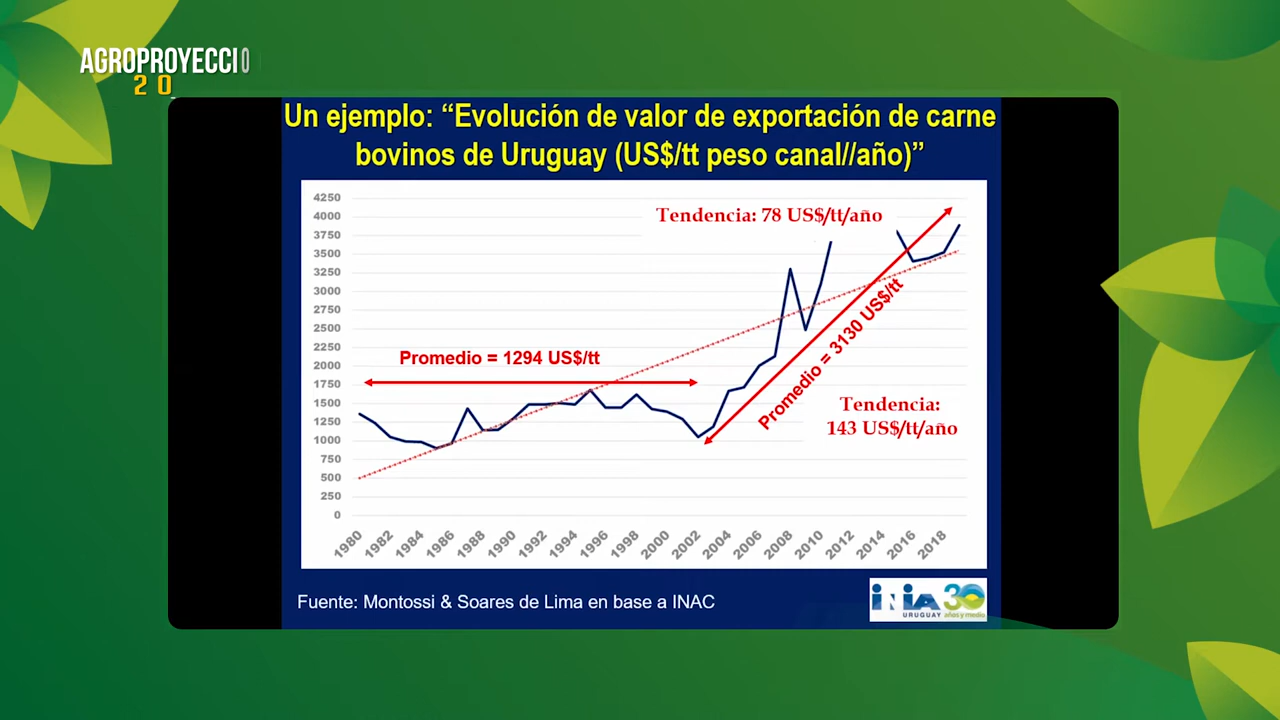 AGROPROYECCIO
20
Un ejemplo: “Evolución de valor de exportación de carne
bovinos de Uruguay (US$/tt peso canal//año)”
4250
4000
3750
3500
3250
3000
2750
2500
2250
2000
1750
1500
1250
1000
750
500
250
0
Tendencia: 78 US$/tt/año
Promedio = 1294 US$/tt
Promedio = 3130 US$/tt
Tendencia:
143 US$/tt/año
1980 1982 1984 1986 1988 1990 1992 1994 1996 1998 2000 2002 2004 2006 2008 2010 2012 2014 2016 2018
Fuente: Montossi & Soares de Lima en base a INAC
inia 30
URUGUAY años y medio